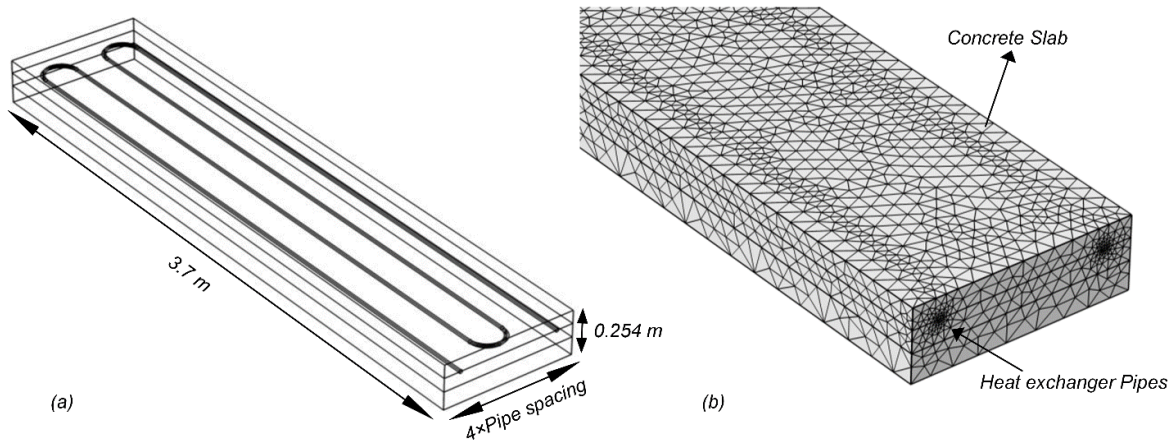 3.7 m
0.254 m
4×Pipe spacing
(a)
Concrete Slab
Heat exchanger Pipes
(b)